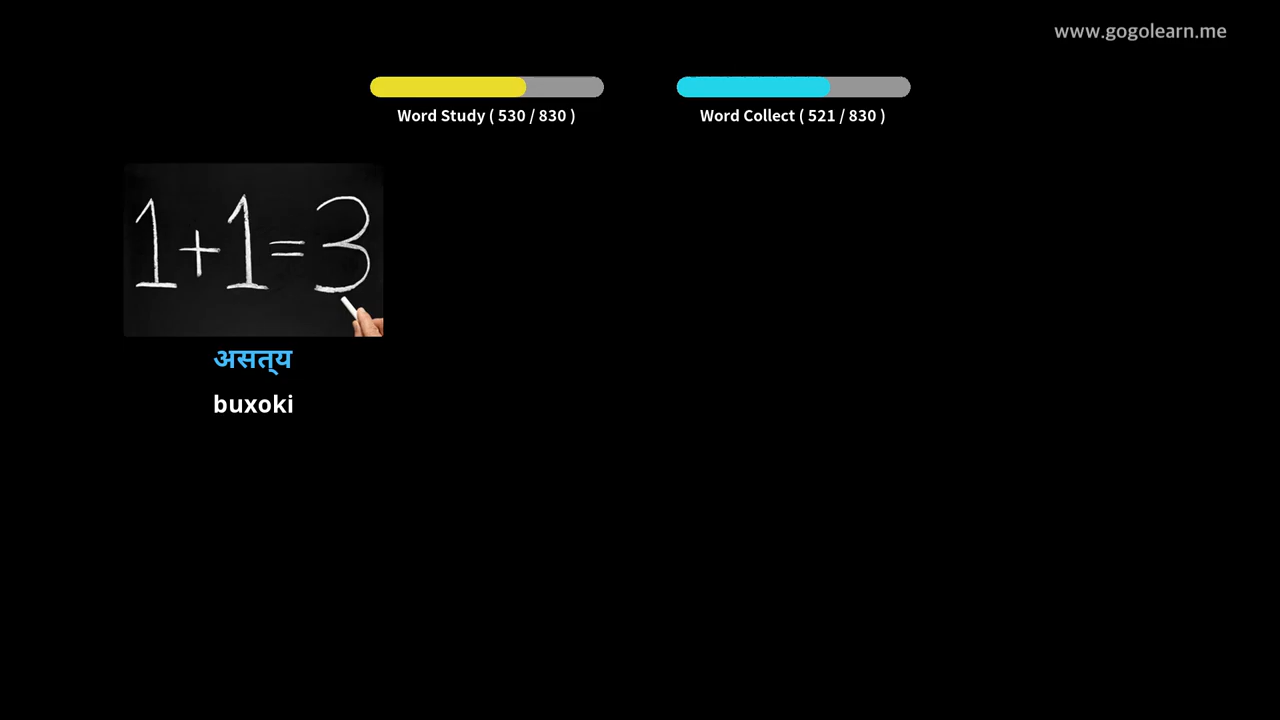 www.gogolearn.me
Word Study ( 530 / 830 )
Word Collect ( 521 / 830 )
1+1=3
असत्य
buxoki